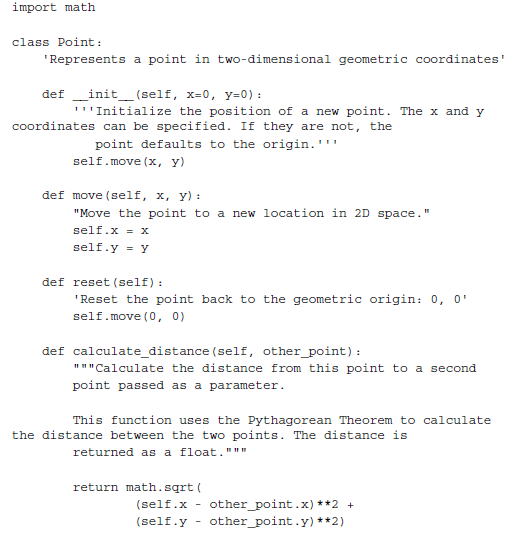 import math

class Point:
    'Represents a point in two-dimensional geometric coordinates'

    def __init__(self, x=0, y=0):
        '''Initialize the position of a new point. The x and y
coordinates can be specified. If they are not, the
           point defaults to the origin.'''
        self.move(x, y)

    def move(self, x, y):
        "Move the point to a new location in 2D space."
        self.x = x
        self.y = y

    def reset(self):
        'Reset the point back to the geometric origin: 0, 0'
        self.move(0, 0)

    def calculate_distance(self, other_point):
        """Calculate the distance from this point to a second
        point passed as a parameter.

        This function uses the Pythagorean Theorem to calculate
the distance between the two points. The distance is
        returned as a float."""

        return math.sqrt(
                (self.x - other_point.x)**2 +
                (self.y - other_point.y)**2)